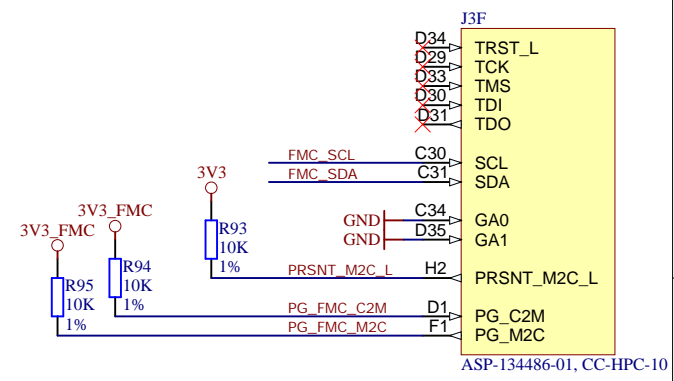 J3F
D34 TRST_L
D29 TCK
D33 TMS
D30 TDI
D31 TDO
FMC_SCL C30 SCL
FMC_SDA C31 SDA
3V3
GND C34 GA0
GND D35 GA1
3V3_FMC
3V3_FMC
R93
10K
1%
R94
10K
1%
R95
10K
1%
PRSNT_M2C_L H2 PRSNT_M2C_L
PG_FMC_C2M D1 PG_C2M
PG_FMC_M2C F1 PG_M2C
ASP-134486-01, CC-HPC-10